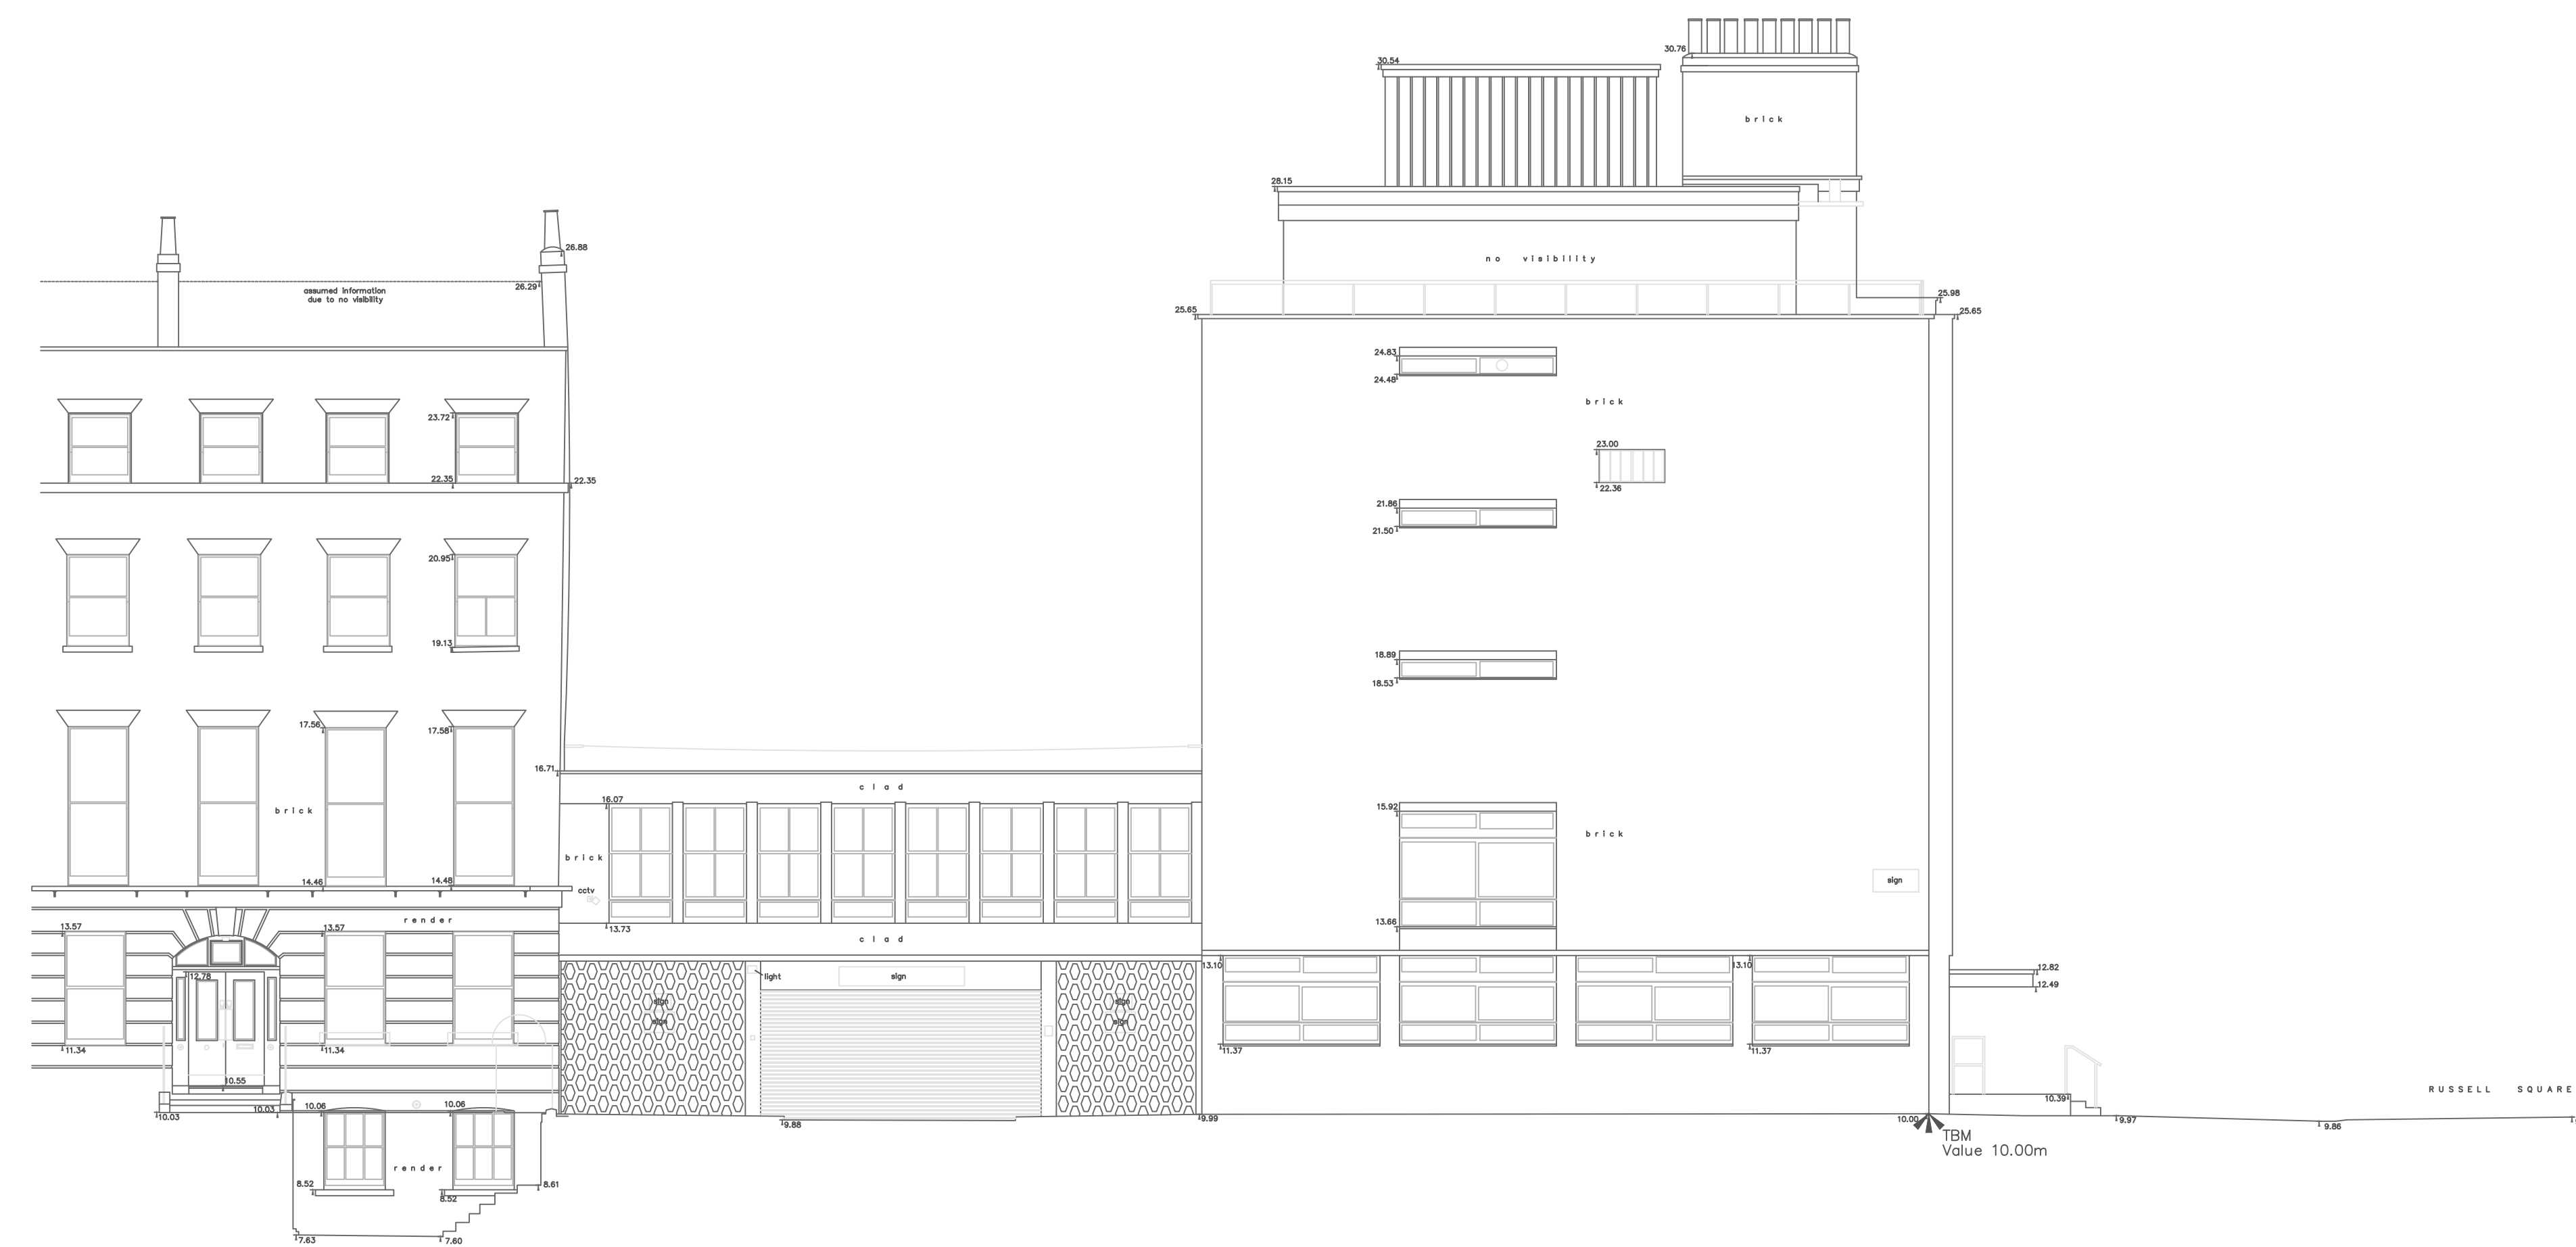 30.76
30.54
b r i c k
28.15
26.88
no visibility
26.29
assumed information
due to no visibility
25.98
25.65
25.65
24.83
24.48
b r i c k
23.72
23.00
22.35
22.35
22.36
21.86
21.50
20.95
19.13
18.89
18.53
17.56
17.58
16.71
c l a d
16.07
15.92
b r i c k
b r i c k
b r i c k
14.46
14.48
cctv
sign
render
13.57
13.57
13.73
13.66
c l a d
12.78
light
sign
13.10
13.10
12.82
12.49
sign
sign
sign
sign
11.34
11.34
11.37
11.37
10.55
RUSSELL SQUARE
10.39
10.03
10.03
10.06
10.06
9.88
9.99
10.00
9.97
9.86
TBM
Value 10.00m
render
8.52
8.52
8.61
7.63
7.60